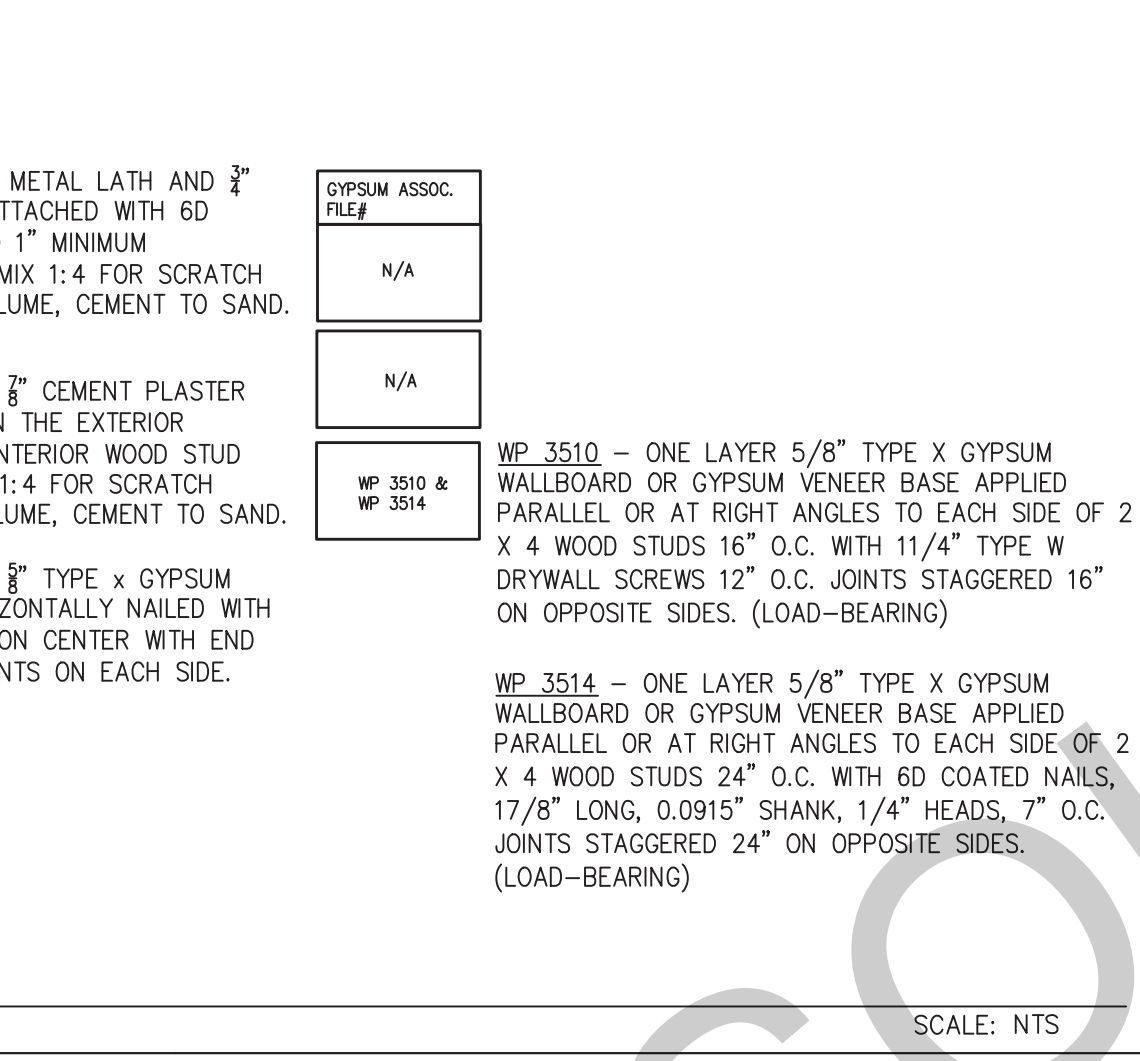 METAL LATH AND 3/4"
TTACHED WITH 6D
1" MINIMUM
MIX 1:4 FOR SCRATCH
LUME, CEMENT TO SAND.
7/8" CEMENT PLASTER
N THE EXTERIOR
NTERIOR WOOD STUD
1:4 FOR SCRATCH
LUME, CEMENT TO SAND.
5/8" TYPE x GYPSUM
ZONTALLY NAILED WITH
ON CENTER WITH END
NTS ON EACH SIDE.
GYPSUM ASSOC.
FILE#
N/A
N/A
WP 3510 &
WP 3514
WP 3510 – ONE LAYER 5/8" TYPE X GYPSUM
WALLBOARD OR GYPSUM VENEER BASE APPLIED
PARALLEL OR AT RIGHT ANGLES TO EACH SIDE OF 2
X 4 WOOD STUDS 16" O.C. WITH 11/4" TYPE W
DRYWALL SCREWS 12" O.C. JOINTS STAGGERED 16"
ON OPPOSITE SIDES. (LOAD–BEARING)
WP 3514 – ONE LAYER 5/8" TYPE X GYPSUM
WALLBOARD OR GYPSUM VENEER BASE APPLIED
PARALLEL OR AT RIGHT ANGLES TO EACH SIDE OF 2
X 4 WOOD STUDS 24" O.C. WITH 6D COATED NAILS,
17/8" LONG, 0.0915" SHANK, 1/4" HEADS, 7" O.C.
JOINTS STAGGERED 24" ON OPPOSITE SIDES.
(LOAD–BEARING)
SCALE: NTS